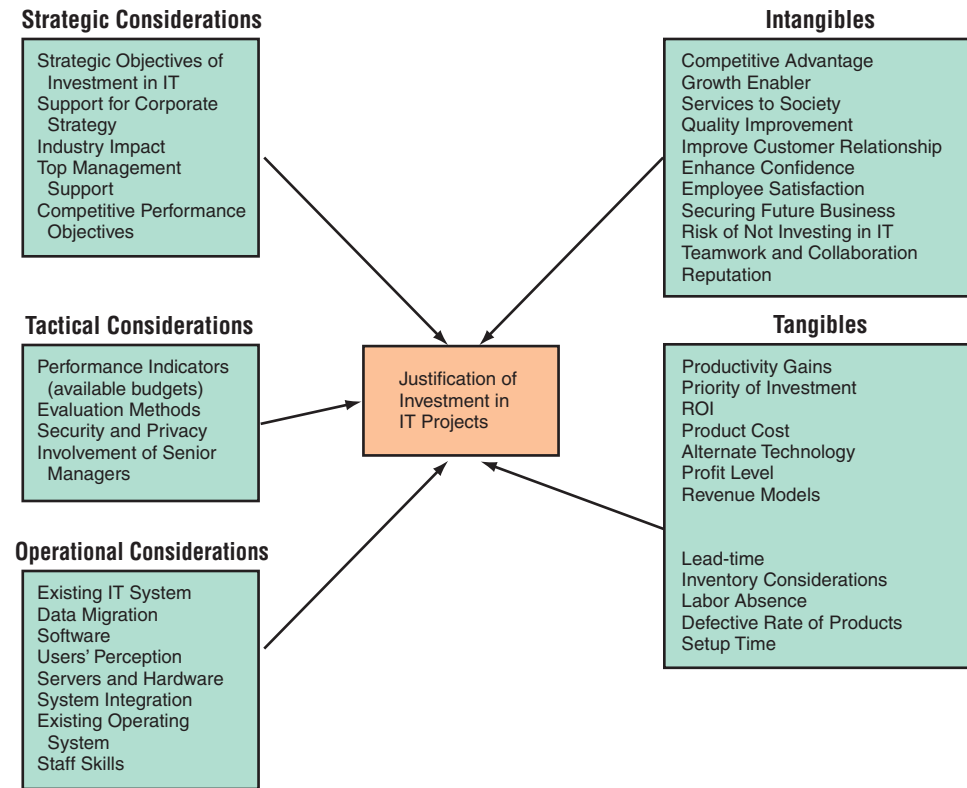 Strategic Considerations
Strategic Objectives of
Investment in IT
Support for Corporate
Strategy
Industry Impact
Top Management
Support
Competitive Performance
Objectives
Tactical Considerations
Performance Indicators
(available budgets)
Evaluation Methods
Security and Privacy
Involvement of Senior
Managers
Operational Considerations
Existing IT System
Data Migration
Software
Users’ Perception
Servers and Hardware
System Integration
Existing Operating
System
Staff Skills
Justification of
Investment in
IT Projects
Intangibles
Competitive Advantage
Growth Enabler
Services to Society
Quality Improvement
Improve Customer Relationship
Enhance Confidence
Employee Satisfaction
Securing Future Business
Risk of Not Investing in IT
Teamwork and Collaboration
Reputation
Tangibles
Productivity Gains
Priority of Investment
ROI
Product Cost
Alternate Technology
Profit Level
Revenue Models
Lead-time
Inventory Considerations
Labor Absence
Defective Rate of Products
Setup Time